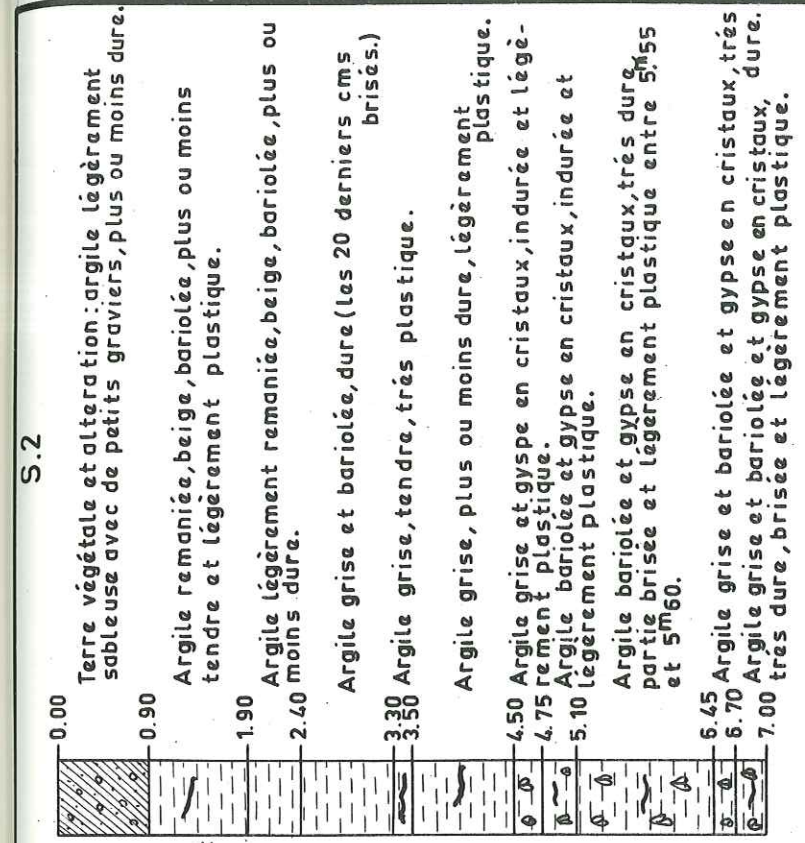 S.2
0.00
Terre végétale et altération: argile légèrement
sableuse avec de petits graviers, plus ou moins dure.
0.90
Argile remaniée, beige, bariolée, plus ou moins
tendre et légèrement plastique.
1.90
Argile légèrement remaniée, beige, bariolée, plus ou
moins dure.
2.40
Argile grise et bariolée, dure (les 20 derniers cms
brisés.)
3.30
Argile grise, tendre, trés plastique.
3.50
Argile grise, plus ou moins dure, légèrement
plastique.
4.50
Argile grise et gyspe en cristaux, indurée et légè-
rement plastique.
4.75
Argile bariolée et gypse en cristaux, indurée et
légèrement plastique.
5.10
Argile bariolée et gypse en cristaux, trés dure,
partie brisée et légèrement plastique entre 5m55
et 5m60.
6.45
Argile grise et bariolée et gypse en cristaux, trés
dure.
6.70
Argile grise et bariolée et gypse en cristaux,
trés dure, brisée et légèrement plastique.
7.00